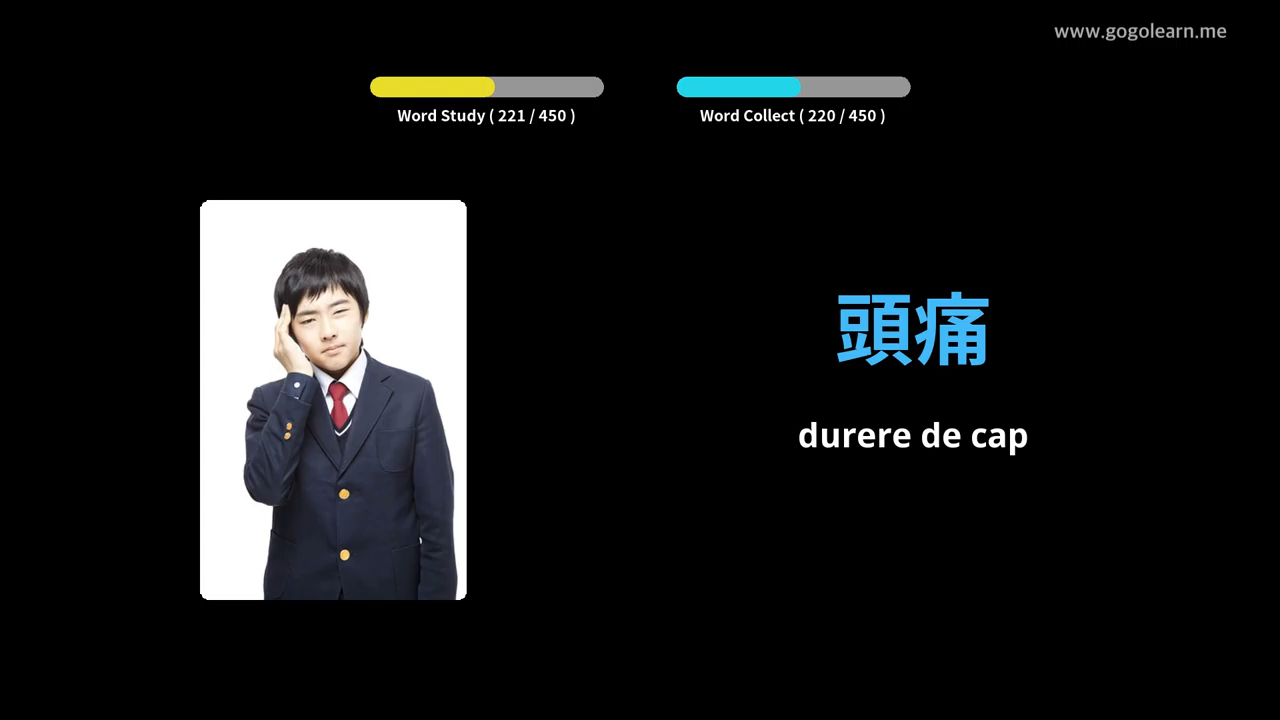 www.gogolearn.me
Word Study ( 221 / 450 )
Word Collect ( 220 / 450 )
頭痛
durere de cap